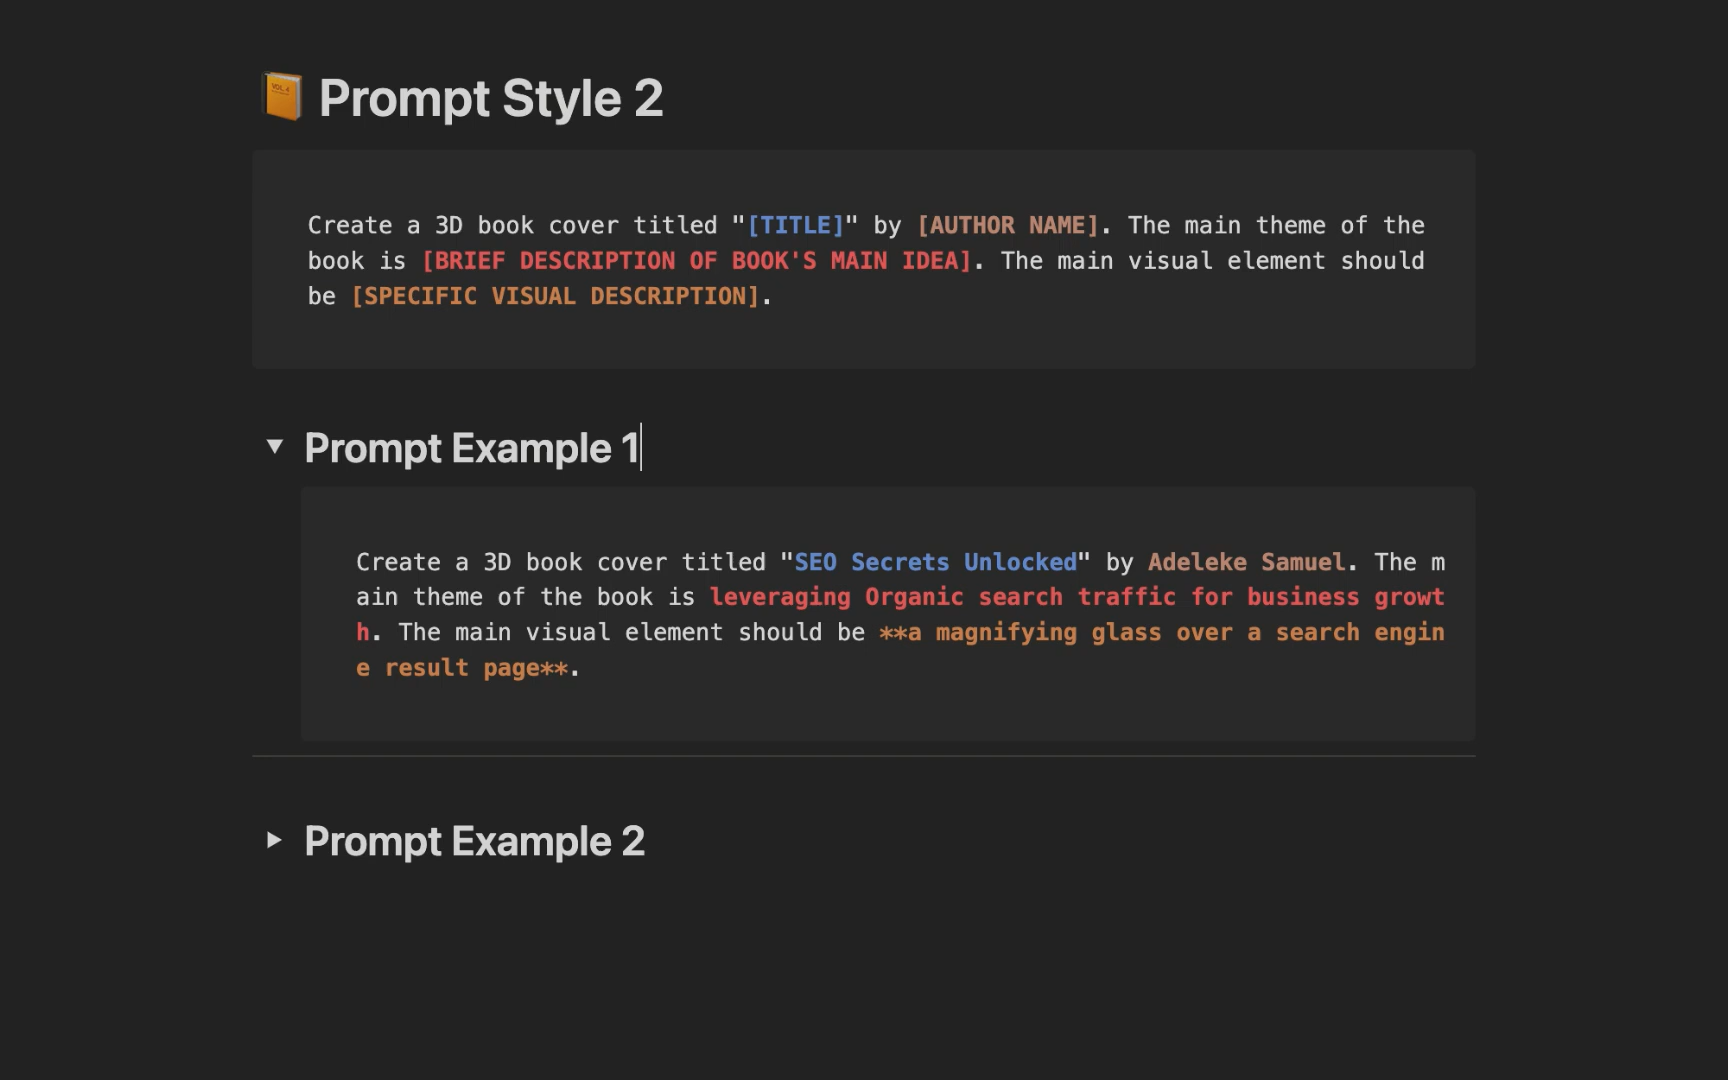 Prompt Style 2
Create a 3D book cover titled "[TITLE]" by [AUTHOR NAME]. The main theme of the
book is [BRIEF DESCRIPTION OF BOOK'S MAIN IDEA]. The main visual element should
be [SPECIFIC VISUAL DESCRIPTION].
Prompt Example 1
Create a 3D book cover titled "SEO Secrets Unlocked" by Adeleke Samuel. The m
ain theme of the book is leveraging Organic search traffic for business growt
h. The main visual element should be **a magnifying glass over a search engin
e result page**.
Prompt Example 2